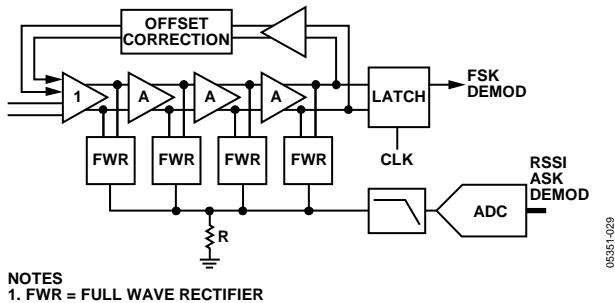 OFFSET
CORRECTION
1
A
A
A
LATCH
FSK
DEMOD
FWR
FWR
FWR
FWR
CLK
RSSI
ASK
DEMOD
R
ADC
05351-029
NOTES
1. FWR = FULL WAVE RECTIFIER